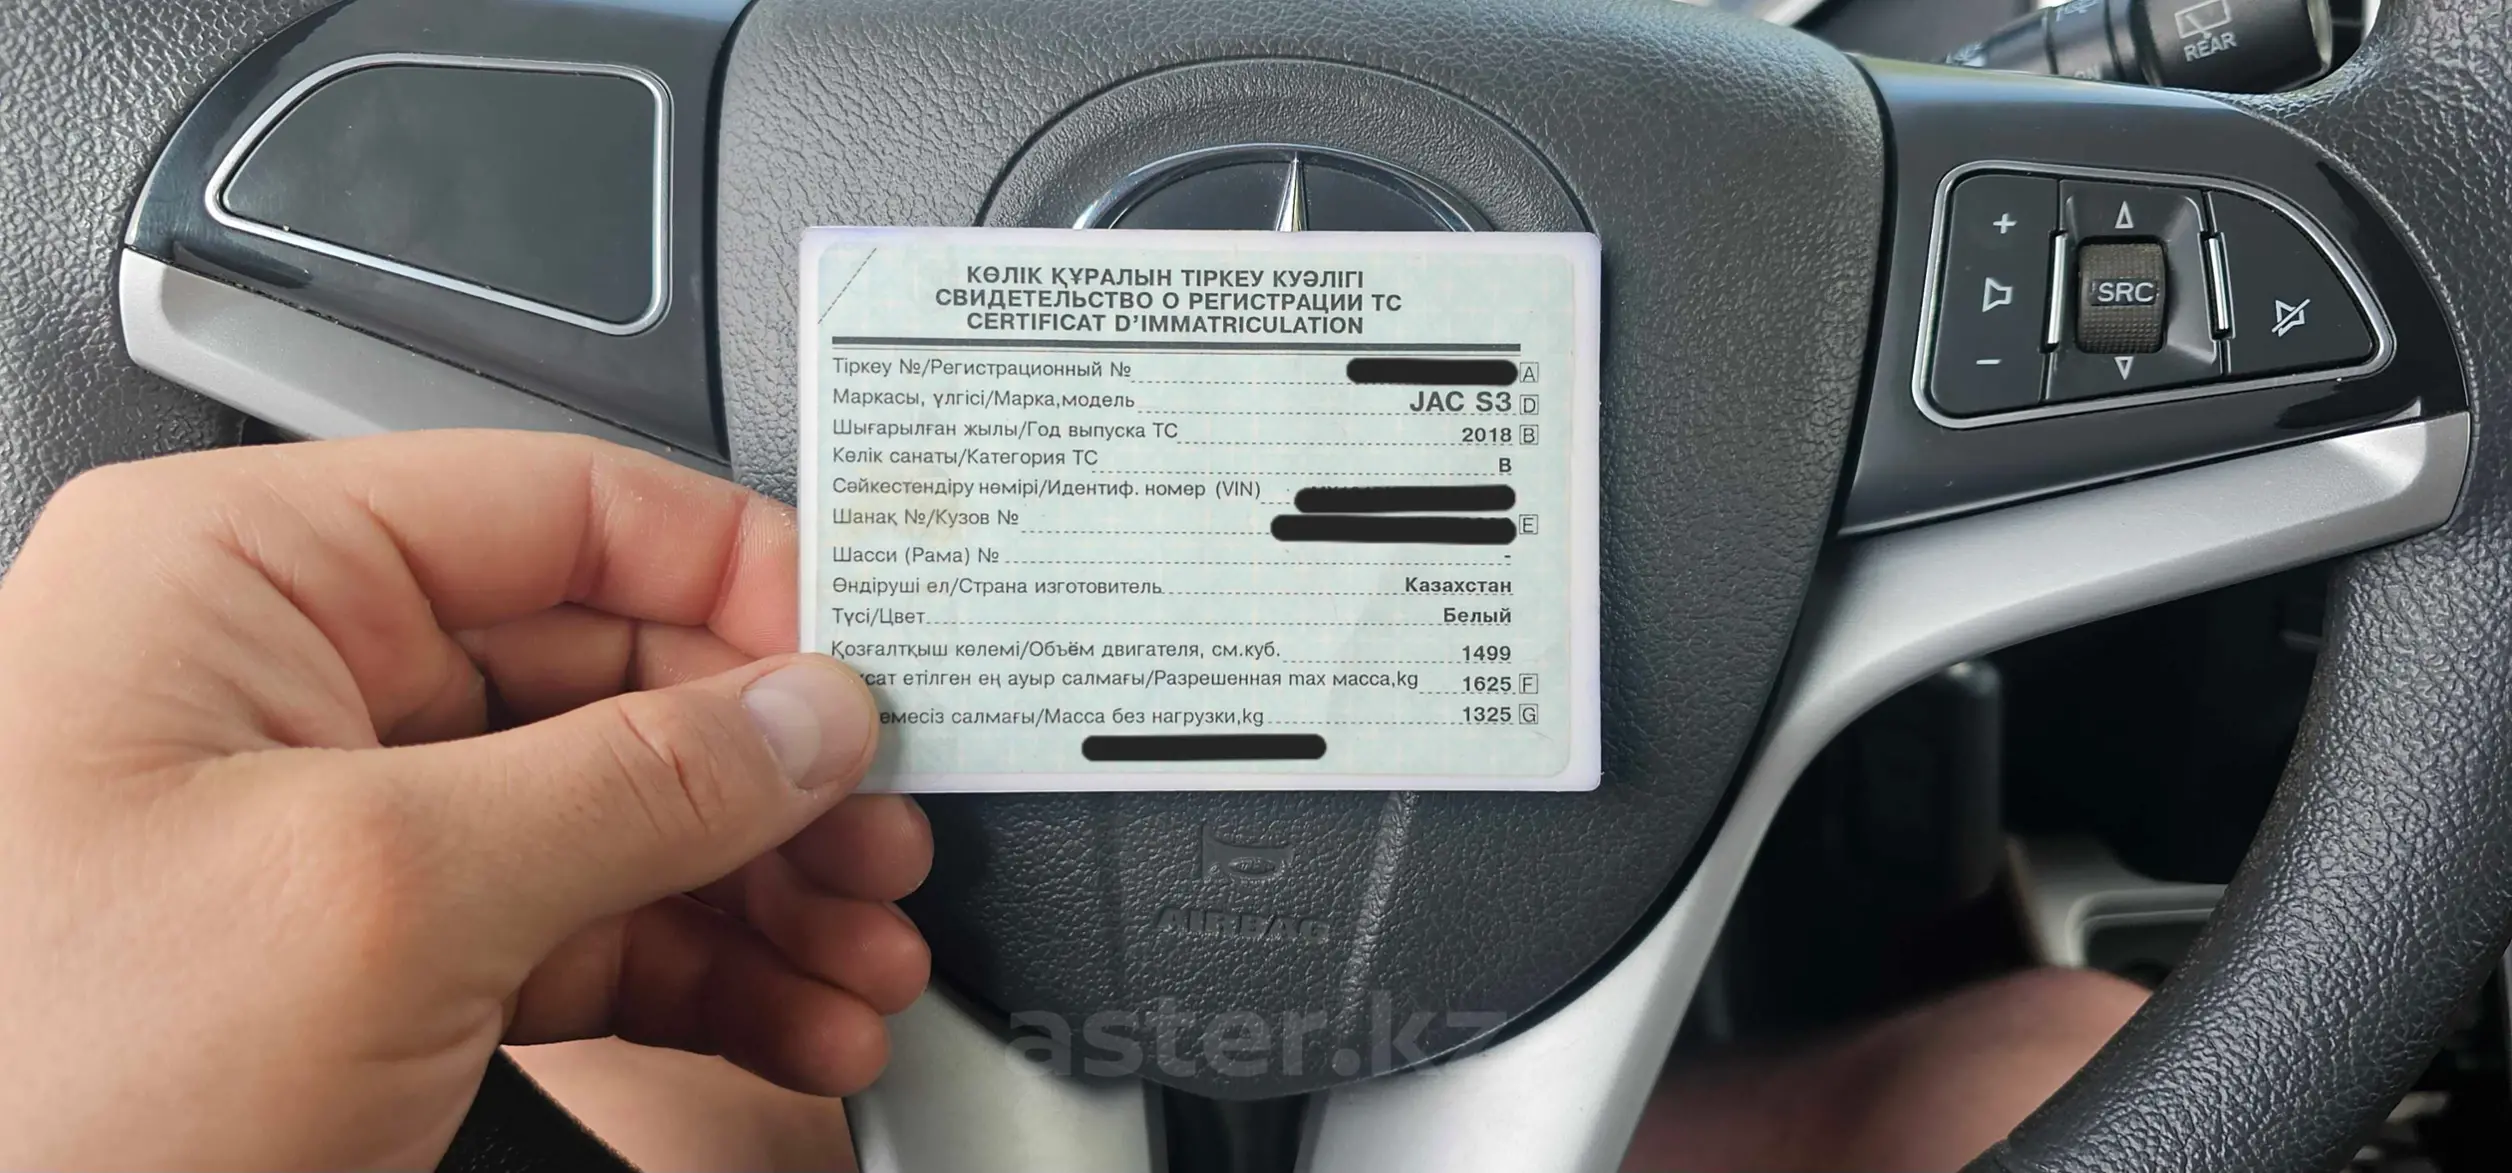 REAR
ON
КӨЛІК ҚҰРАЛЫН ТІРКЕУ КУӘЛІГІ
СВИДЕТЕЛЬСТВО О РЕГИСТРАЦИИ ТС
CERTIFICAT D’IMMATRICULATION
Тіркеу №/Регистрационный № A
Маркасы, үлгісі/Марка,модель JAC S3 D
Шығарылған жылы/Год выпуска ТС 2018 B
Көлік санаты/Категория ТС B
Сәйкестендіру нөмірі/Идентиф. номер (VIN)
Шанақ №/Кузов № E
Шасси (Рама) № -
Өндіруші ел/Страна изготовитель Казахстан
Түсі/Цвет Белый
Қозғалтқыш көлемі/Объём двигателя, см.куб. 1499
етілген ең ауыр салмағы/Разрешенная max масса,kg 1625 F
салмағы/Масса без нагрузки,kg 1325 G
+
SRC
−
AIRBAG
aster.kz